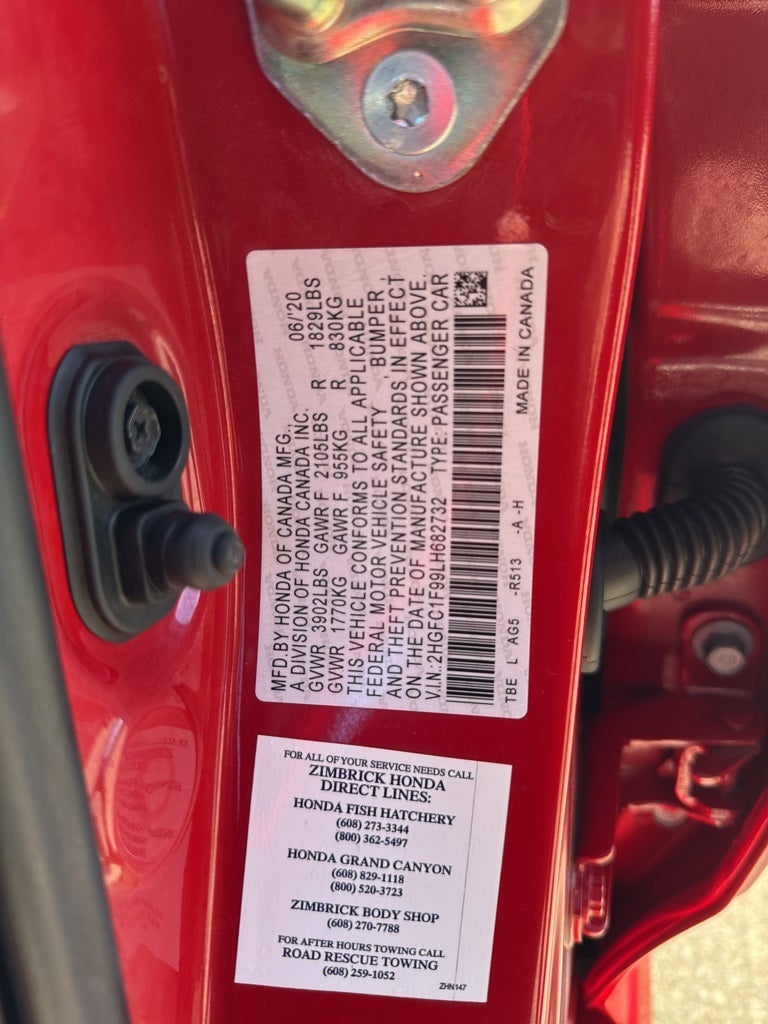 MFD.BY HONDA OF CANADA MFG.,
A DIVISION OF HONDA CANADA INC. 06/'20
GVWR 3902LBS GAWR F 2105LBS R 1829LBS
GVWR 1770KG GAWR F 955KG R 830KG
THIS VEHICLE CONFORMS TO ALL APPLICABLE
FEDERAL MOTOR VEHICLE SAFETY , BUMPER ,
AND THEFT PREVENTION STANDARDS IN EFFECT
ON THE DATE OF MANUFACTURE SHOWN ABOVE.
V.I.N.:2HGFC1F99LH682732 TYPE: PASSENGER CAR
TBE L AG5 -R513 -A -H MADE IN CANADA
FOR ALL OF YOUR SERVICE NEEDS CALL
ZIMBRICK HONDA
DIRECT LINES:
HONDA FISH HATCHERY
(608) 273-3344
(800) 362-5497
HONDA GRAND CANYON
(608) 829-1118
(800) 520-3723
ZIMBRICK BODY SHOP
(608) 270-7788
FOR AFTER HOURS TOWING CALL
ROAD RESCUE TOWING
(608) 259-1052
ZHN147